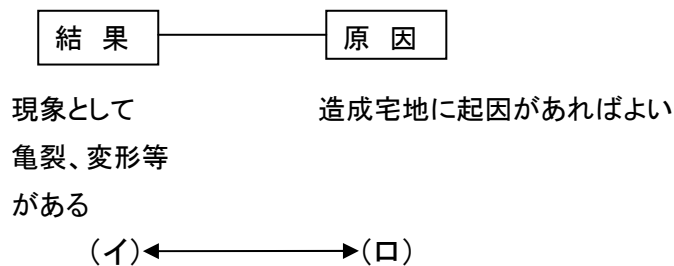 結 果 原 因
現象として 造成宅地に起因があればよい
亀裂、変形等
がある
（イ） （ロ）